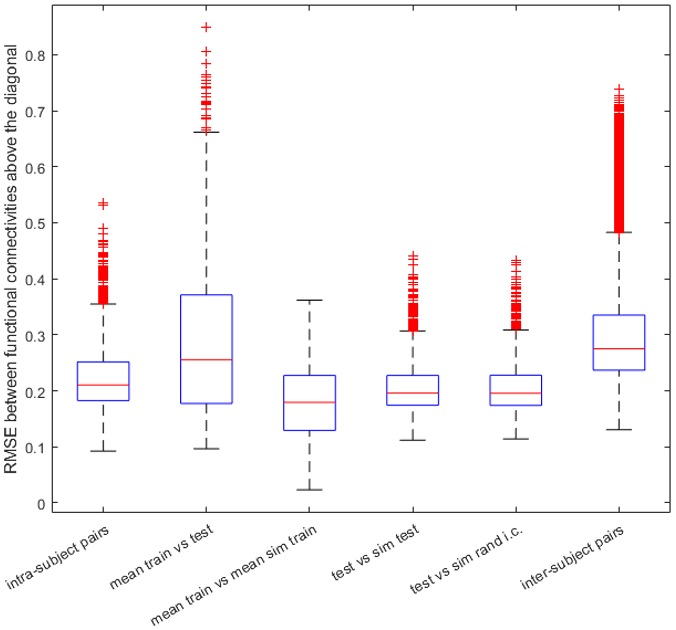 RMSE between functional connectivities above the diagonal
0.8
0.7
0.6
0.5
0.4
0.3
0.2
0.1
0
intra-subject pairs
mean train vs test
mean train vs mean sim train
test vs sim test
test vs sim rand i.c.
inter-subject pairs